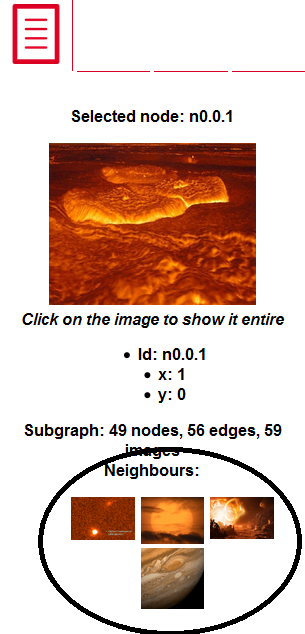 Selected node: n0.0.1
Click on the image to show it entire
Id: n0.0.1
x: 1
y: 0
Subgraph: 49 nodes, 56 edges, 59
images
Neighbours: